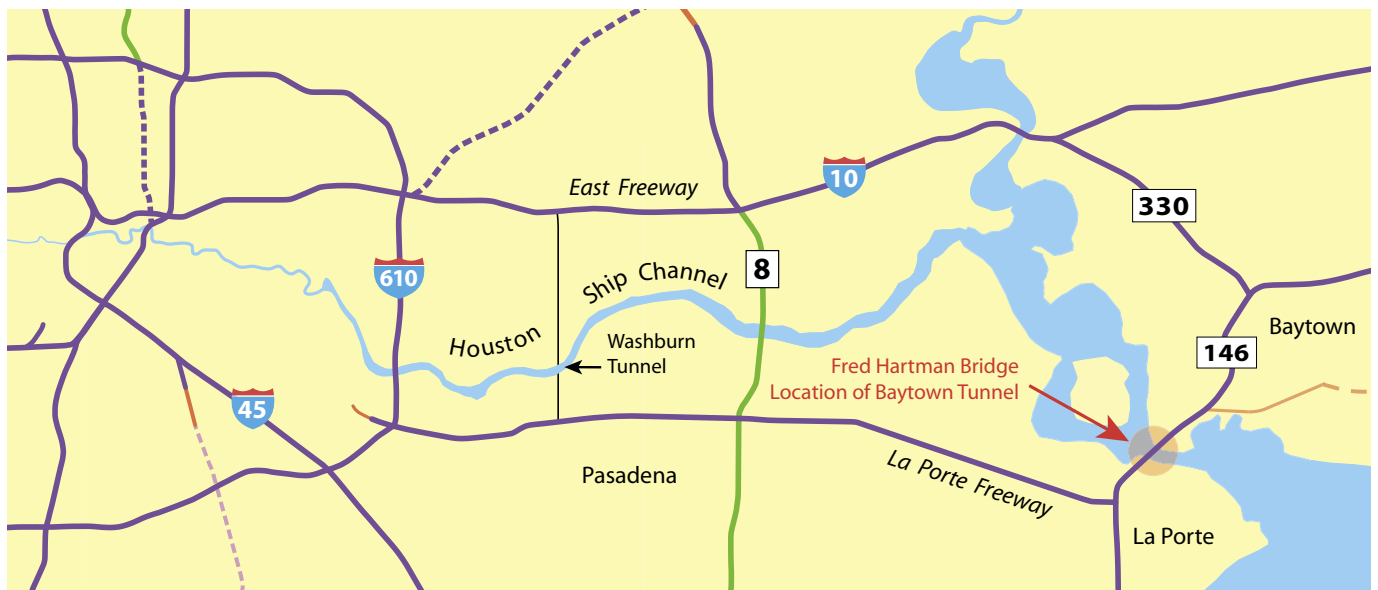 East Freeway
10
330
610
Ship Channel
8
Houston
Washburn
Tunnel
Baytown
146
Fred Hartman Bridge
Location of Baytown Tunnel
45
Pasadena
La Porte Freeway
La Porte